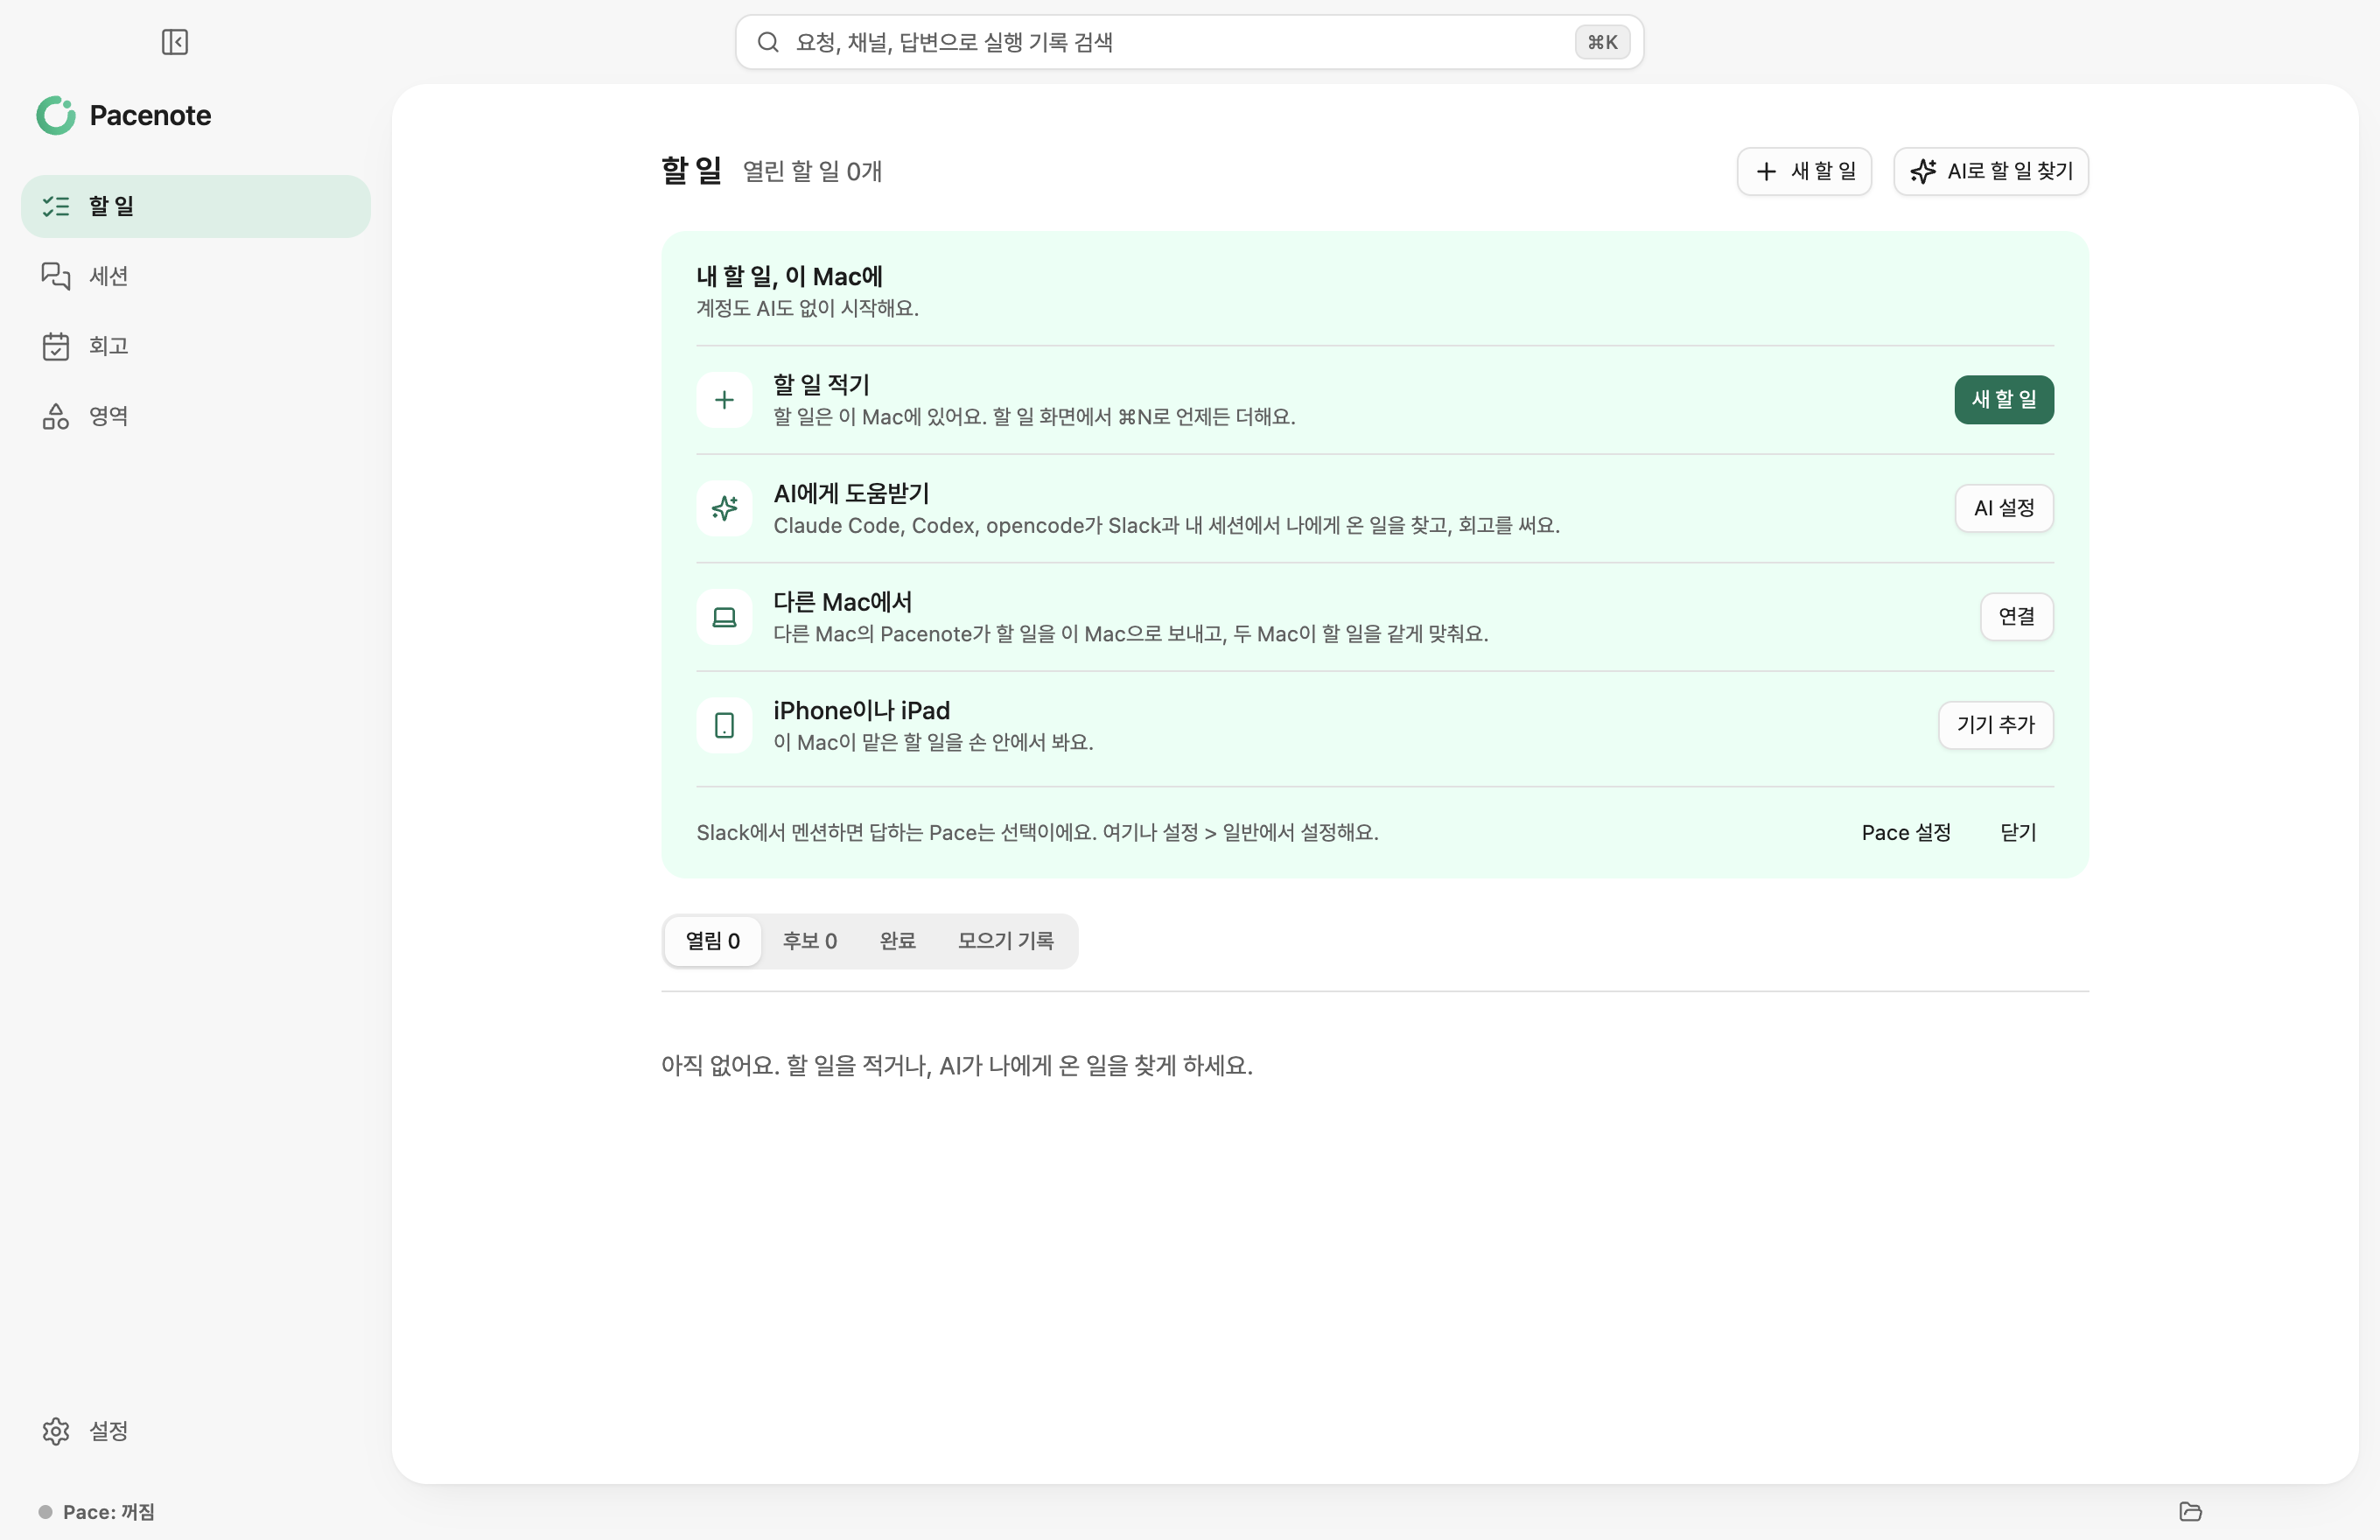 요청, 채널, 답변으로 실행 기록 검색
⌘K
Pacenote
할 일
세션
회고
영역
설정
Pace: 꺼짐
할 일
열린 할 일 0개
새 할 일
AI로 할 일 찾기
내 할 일, 이 Mac에
계정도 AI도 없이 시작해요.
할 일 적기
할 일은 이 Mac에 있어요. 할 일 화면에서 ⌘N로 언제든 더해요.
새 할 일
AI에게 도움받기
Claude Code, Codex, opencode가 Slack과 내 세션에서 나에게 온 일을 찾고, 회고를 써요.
AI 설정
다른 Mac에서
다른 Mac의 Pacenote가 할 일을 이 Mac으로 보내고, 두 Mac이 할 일을 같게 맞춰요.
연결
iPhone이나 iPad
이 Mac이 맡은 할 일을 손 안에서 봐요.
기기 추가
Slack에서 멘션하면 답하는 Pace는 선택이에요. 여기나 설정 > 일반에서 설정해요.
Pace 설정
닫기
열림 0
후보 0
완료
모으기 기록
아직 없어요. 할 일을 적거나, AI가 나에게 온 일을 찾게 하세요.